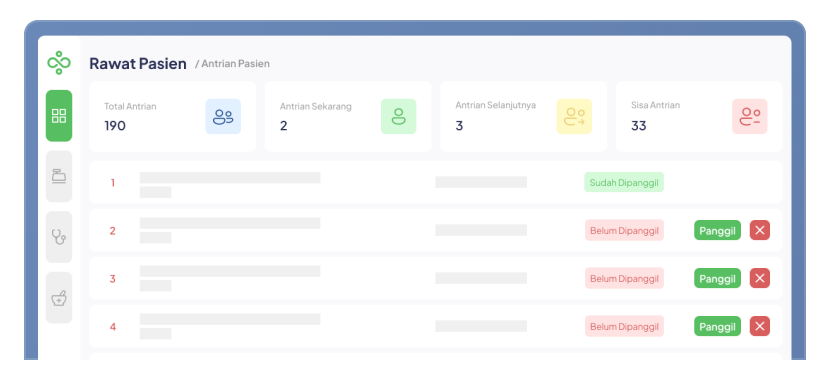 Rawat Pasien / Antrian Pasien
Total Antrian
190
Antrian Sekarang
2
Antrian Selanjutnya
3
Sisa Antrian
33
1 Sudah Dipanggil
2 Belum Dipanggil Panggil
3 Belum Dipanggil Panggil
4 Belum Dipanggil Panggil